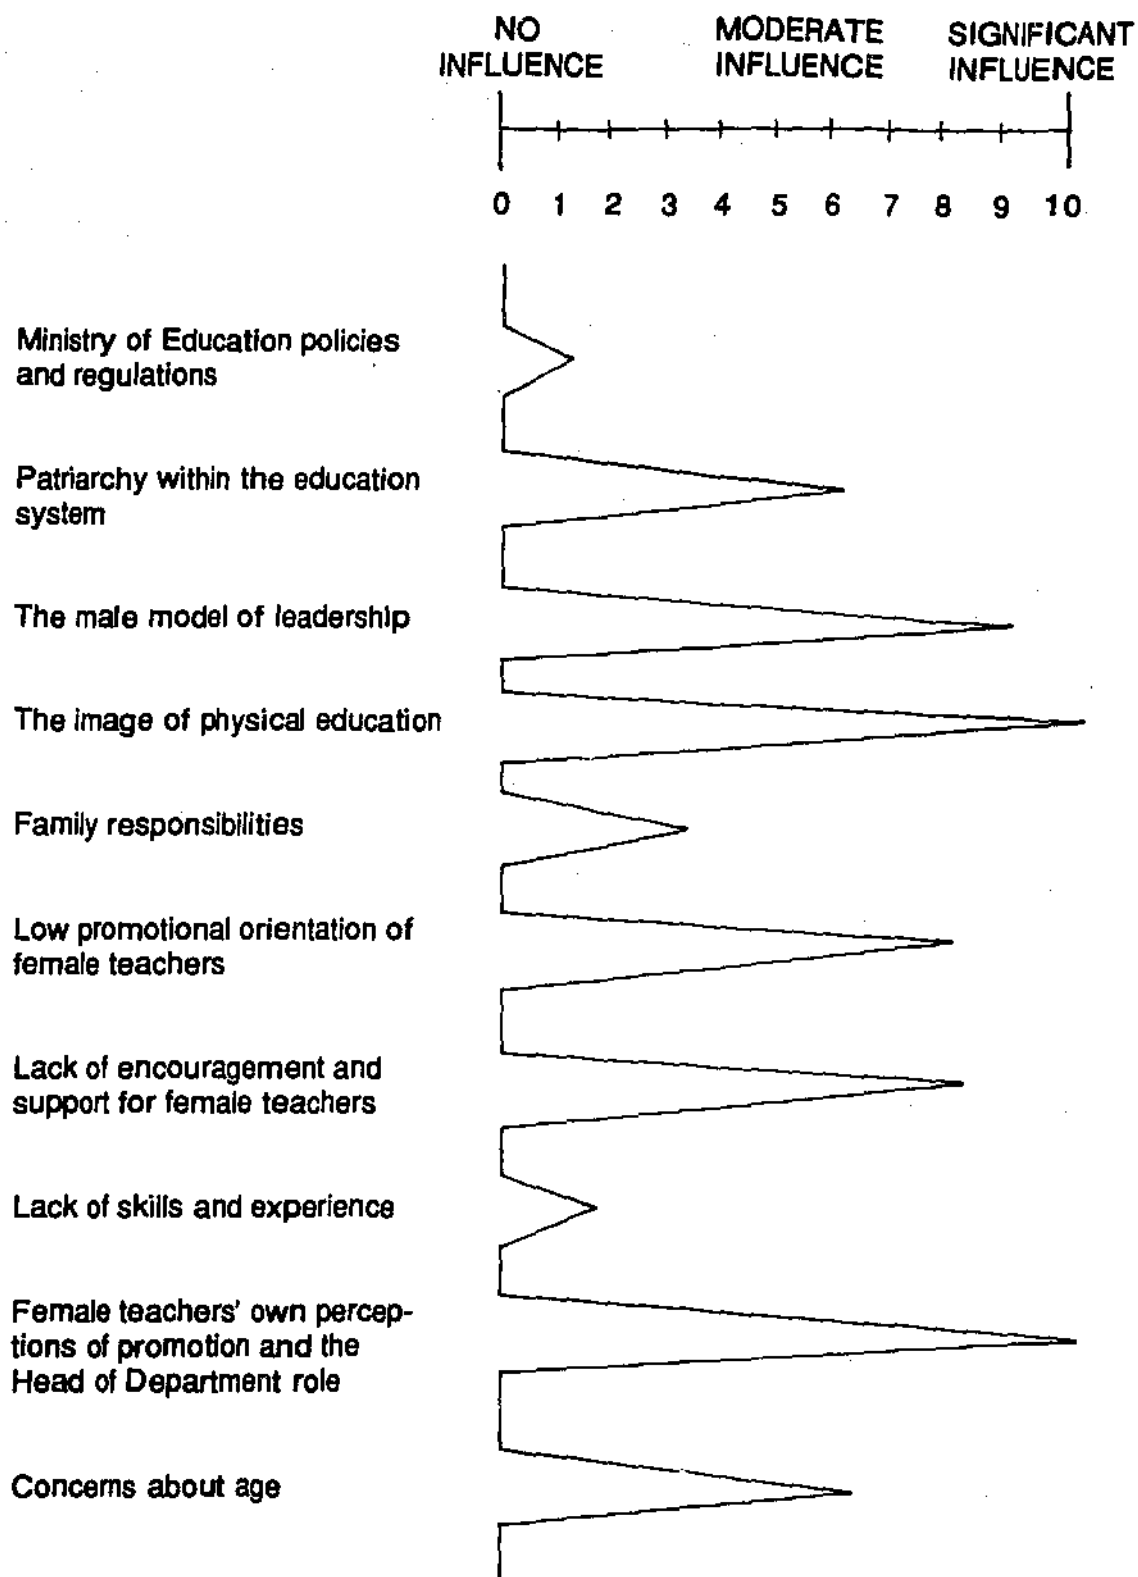 NO MODERATE SIGNIFICANT
INFLUENCE INFLUENCE INFLUENCE
0 1 2 3 4 5 6 7 8 9 10
Ministry of Education policies
and regulations
Patriarchy within the education
system
The male model of leadership
The image of physical education
Family responsibilities
Low promotional orientation of
female teachers
Lack of encouragement and
support for female teachers
Lack of skills and experience
Female teachers' own percep-
tions of promotion and the
Head of Department role
Concerns about age